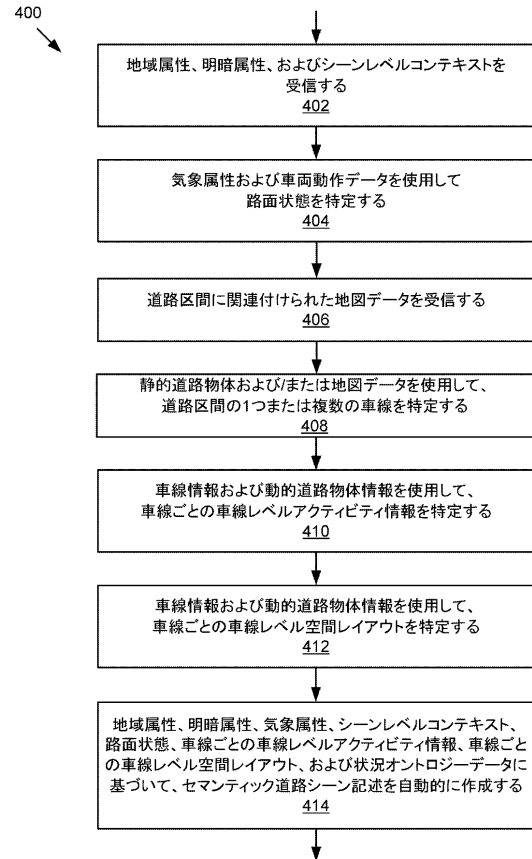 400
地域属性、明暗属性、およびシーンレベルコンテキストを
受信する
402
気象属性および車両動作データを使用して
路面状態を特定する
404
道路区間に関連付けられた地図データを受信する
406
静的道路物体および/または地図データを使用して、
道路区間の1つまたは複数の車線を特定する
408
車線情報および動的道路物体情報を使用して、
車線ごとの車線レベルアクティビティ情報を特定する
410
車線情報および動的道路物体情報を使用して、
車線ごとの車線レベル空間レイアウトを特定する
412
地域属性、明暗属性、気象属性、シーンレベルコンテキスト、
路面状態、車線ごとの車線レベルアクティビティ情報、車線ごと
の車線レベル空間レイアウト、および状況オントロジーデータに
基づいて、セマンティック道路シーン記述を自動的に作成する
414